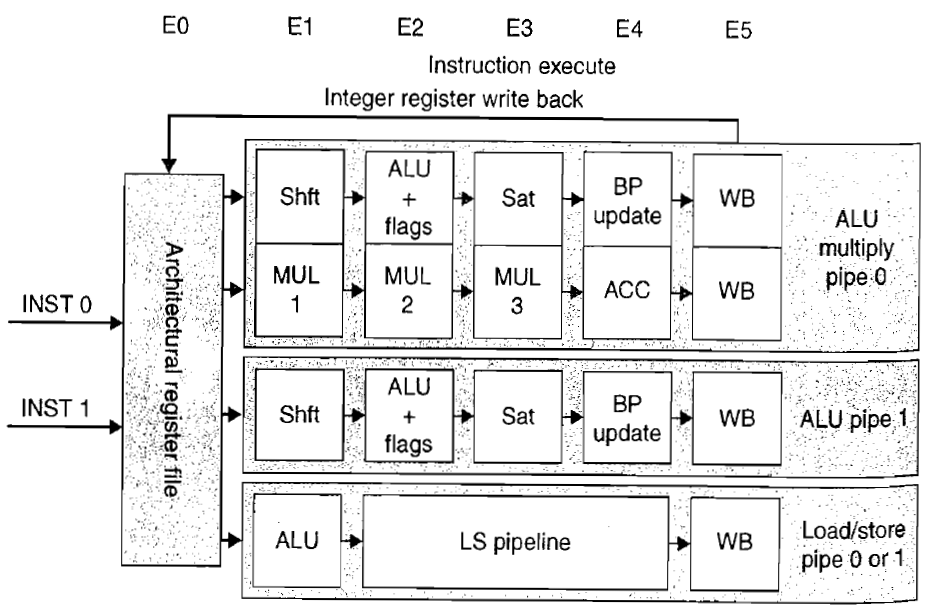 E0 E1 E2 E3 E4 E5
Instruction execute
Integer register write back
Architectural register file
INST 0
INST 1
Shft
ALU
+
flags
Sat
BP
update
WB
MUL
1
MUL
2
MUL
3
ACC
WB
ALU
multiply
pipe 0
Shft
ALU
+
flags
Sat
BP
update
WB
ALU pipe 1
ALU
LS pipeline
WB
Load/store
pipe 0 or 1